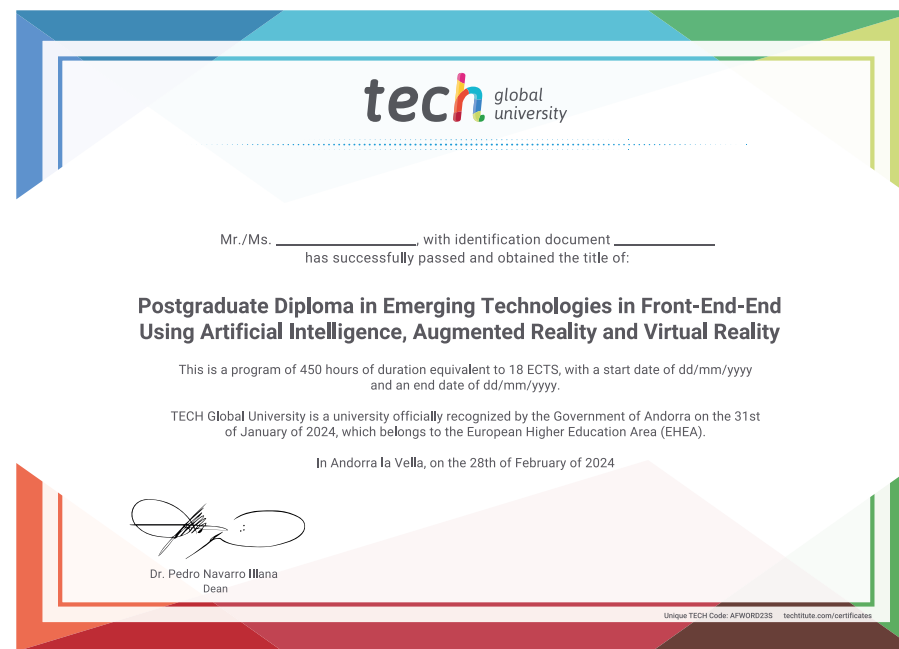 tech global
university
Mr./Ms. ____________, with identification document ____________
has successfully passed and obtained the title of:
Postgraduate Diploma in Emerging Technologies in Front-End-End
Using Artificial Intelligence, Augmented Reality and Virtual Reality
This is a program of 450 hours of duration equivalent to 18 ECTS, with a start date of dd/mm/yyyy
and an end date of dd/mm/yyyy.
TECH Global University is a university officially recognized by the Government of Andorra on the 31st
of January of 2024, which belongs to the European Higher Education Area (EHEA).
In Andorra la Vella, on the 28th of February of 2024
Dr. Pedro Navarro Illana
Dean
Unique TECH Code: AFWORD23S techtitute.com/certificates